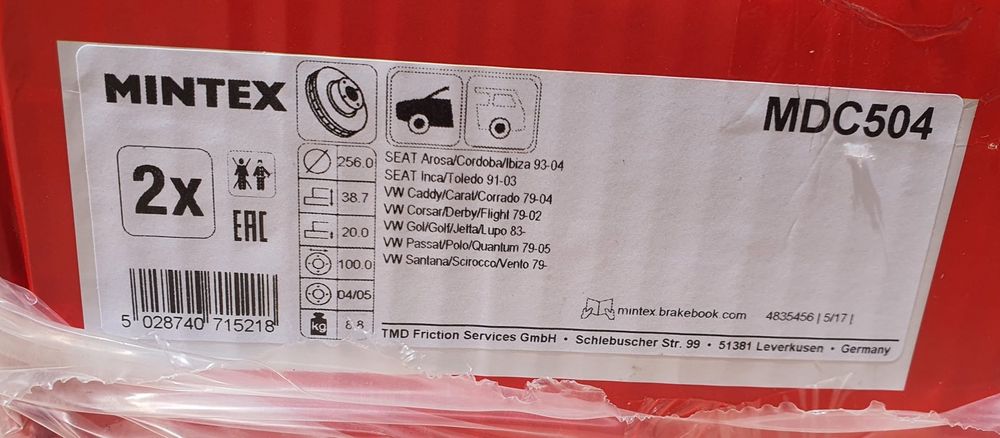 MINTEX
MDC504
2x
EAC
256.0
38.7
20.0
100.0
04/05
kg 8.8
SEAT Arosa/Cordoba/Ibiza 93-04
SEAT Inca/Toledo 91-03
VW Caddy/Carat/Corrado 79-04
VW Corsar/Derby/Flight 79-02
VW Gol/Golf/Jetta/Lupo 83-
VW Passat/Polo/Quantum 79-05
VW Santana/Scirocco/Vento 79-
5 028740 715218
mintex.brakebook.com 4835456 | 5/17 |
TMD Friction Services GmbH • Schlebuscher Str. 99 • 51381 Leverkusen • Germany